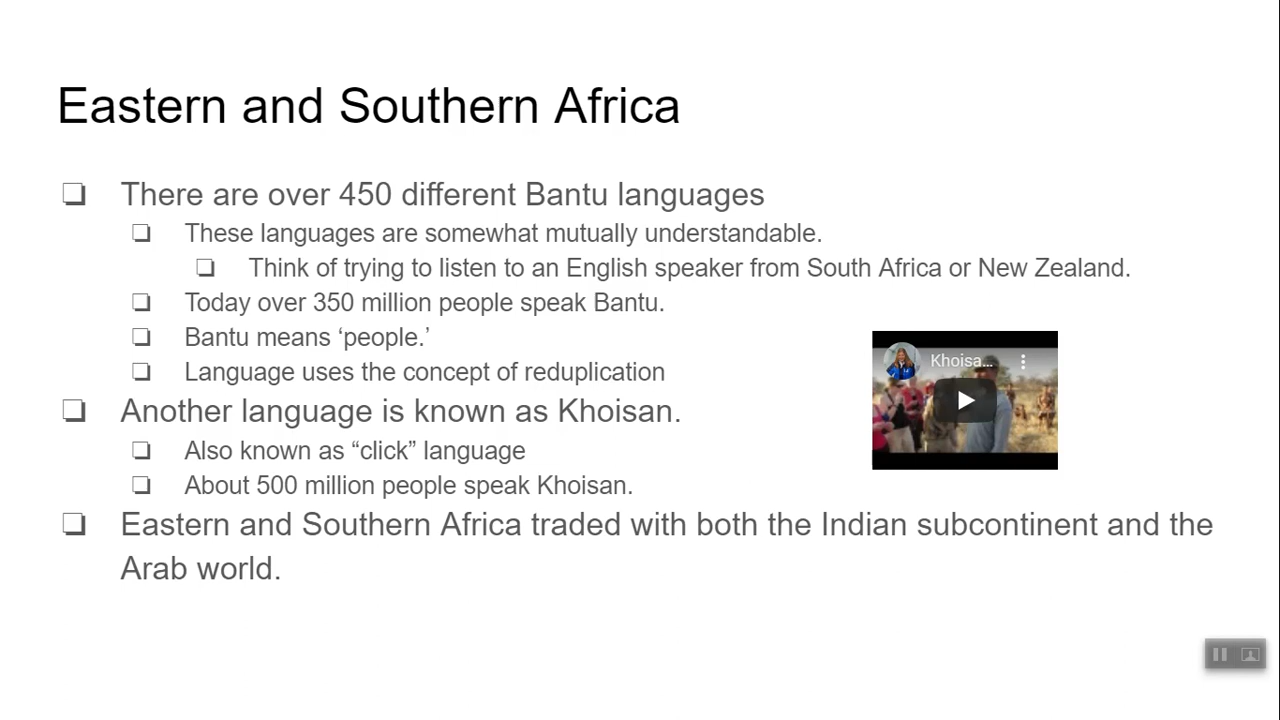 Eastern and Southern Africa
There are over 450 different Bantu languages
These languages are somewhat mutually understandable.
Think of trying to listen to an English speaker from South Africa or New Zealand.
Today over 350 million people speak Bantu.
Bantu means ‘people.’
Khoisa...
Language uses the concept of reduplication
Another language is known as Khoisan.
Also known as “click” language
About 500 million people speak Khoisan.
Eastern and Southern Africa traded with both the Indian subcontinent and the
Arab world.